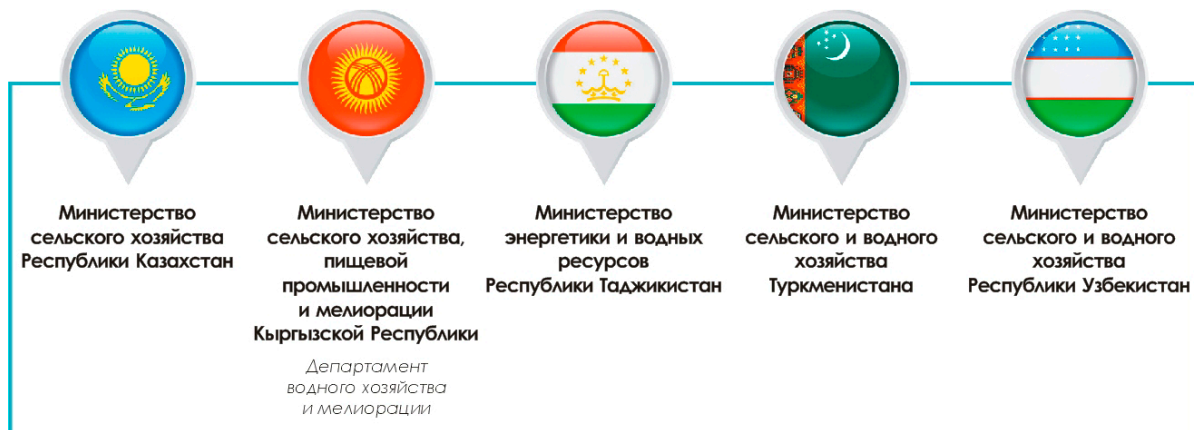 Министерство
сельского хозяйства
Республики Казахстан
Министерство
сельского хозяйства,
пищевой
промышленности
и мелиорации
Кыргызской Республики
Департамент
водного хозяйства
и мелиорации
Министерство
энергетики и водных
ресурсов
Республики Таджикистан
Министерство
сельского и водного
хозяйства
Туркменистана
Министерство
сельского и водного
хозяйства
Республики Узбекистан